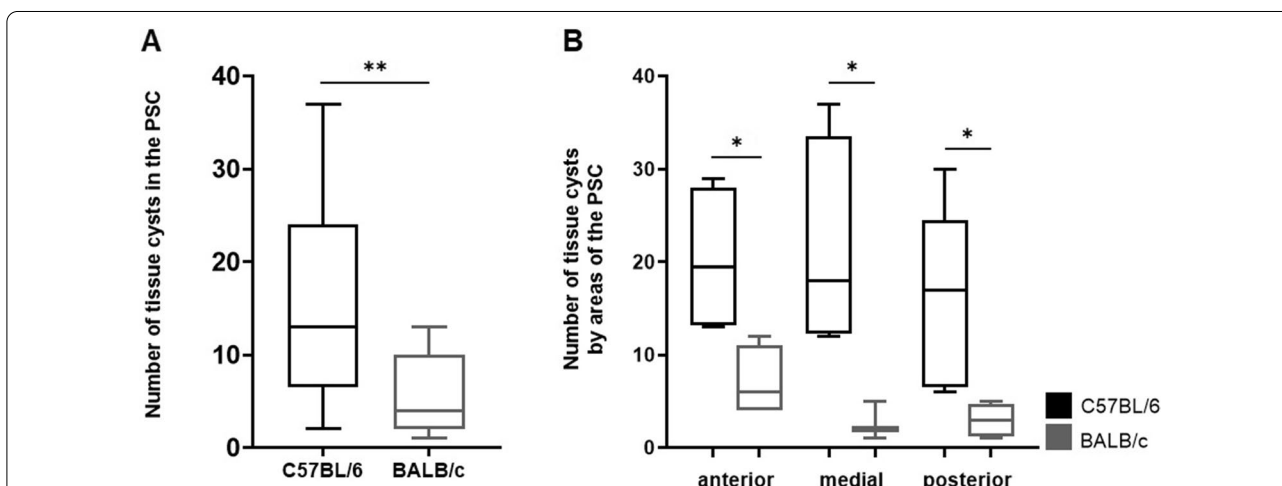 A
Number of tissue cysts in the PSC
40
30
20
10
0
**
C57BL/6 BALB/c
B
Number of tissue cysts
by areas of the PSC
40
30
20
10
0
*
*
*
anterior medial posterior
C57BL/6
BALB/c